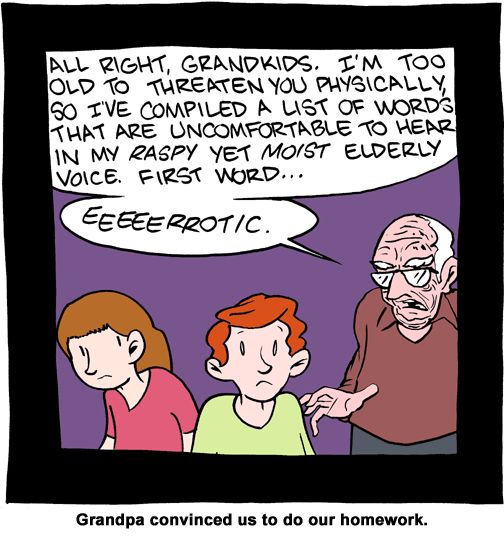 ALL RIGHT, GRANDKIDS. I'M TOO
OLD TO THREATEN YOU PHYSICALLY,
SO I'VE COMPILED A LIST OF WORDS
THAT ARE UNCOMFORTABLE TO HEAR
IN MY RASPY YET MOIST ELDERLY
VOICE. FIRST WORD...
EEEEERROTIC.
Grandpa convinced us to do our homework.